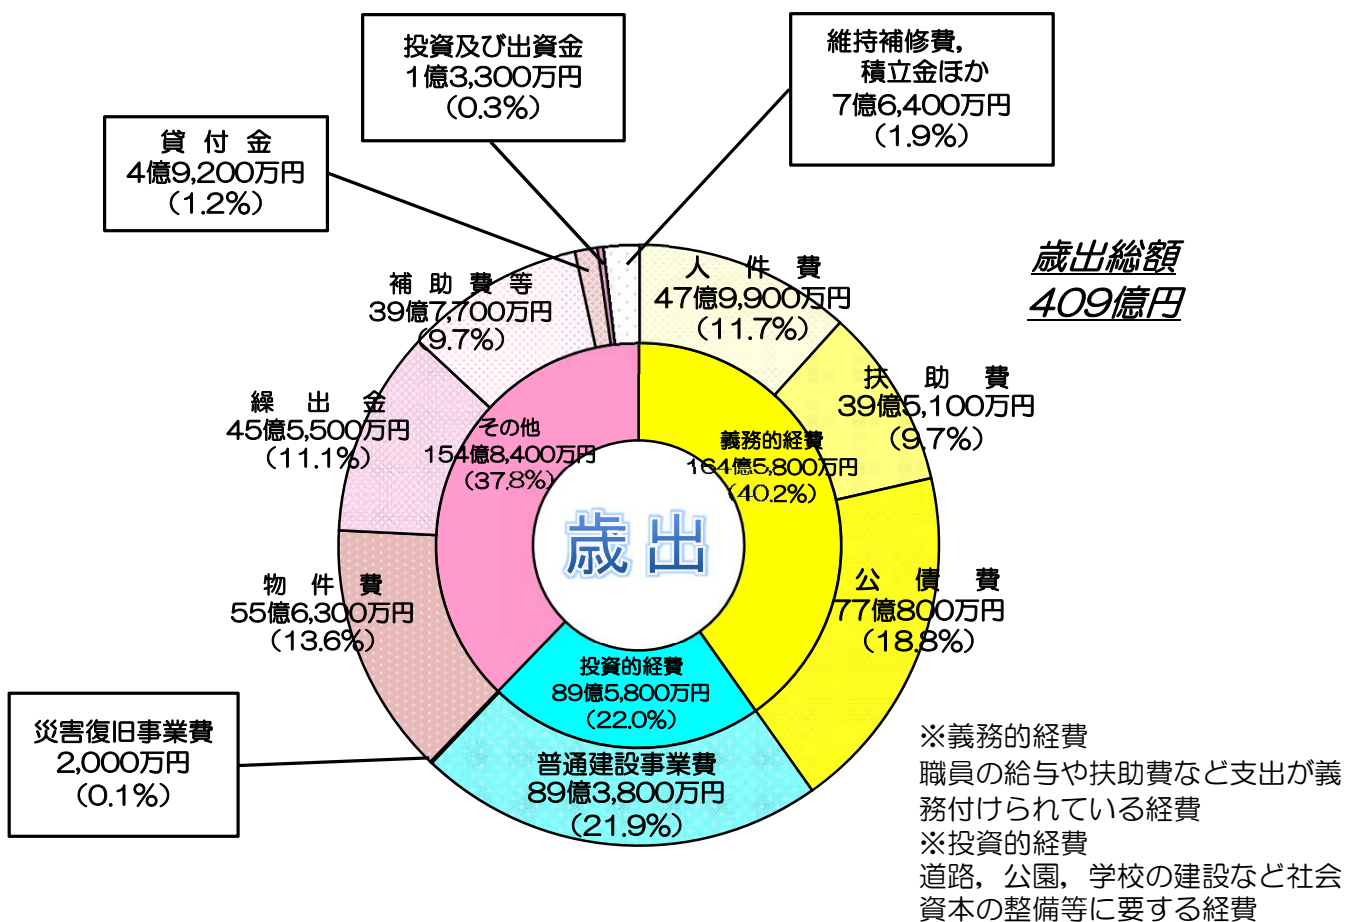 投資及び出資金
1億3,300万円
(0.3%)
維持補修費，
積立金ほか
7億6,400万円
(1.9%)
貸付金
4億9,200万円
(1.2%)
歳出総額
409億円
人件費
47億9,900万円
(11.7%)
補助費等
39億7,700万円
(9.7%)
扶助費
39億5,100万円
(9.7%)
繰出金
45億5,500万円
(11.1%)
その他
154億8,400万円
(37.8%)
義務的経費
164億5,800万円
(40.2%)
歳出
物件費
55億6,300万円
(13.6%)
公債費
77億800万円
(18.8%)
投資的経費
89億5,800万円
(22.0%)
災害復旧事業費
2,000万円
(0.1%)
普通建設事業費
89億3,800万円
(21.9%)
※義務的経費
職員の給与や扶助費など支出が義
務付けられている経費
※投資的経費
道路，公園，学校の建設など社会
資本の整備等に要する経費